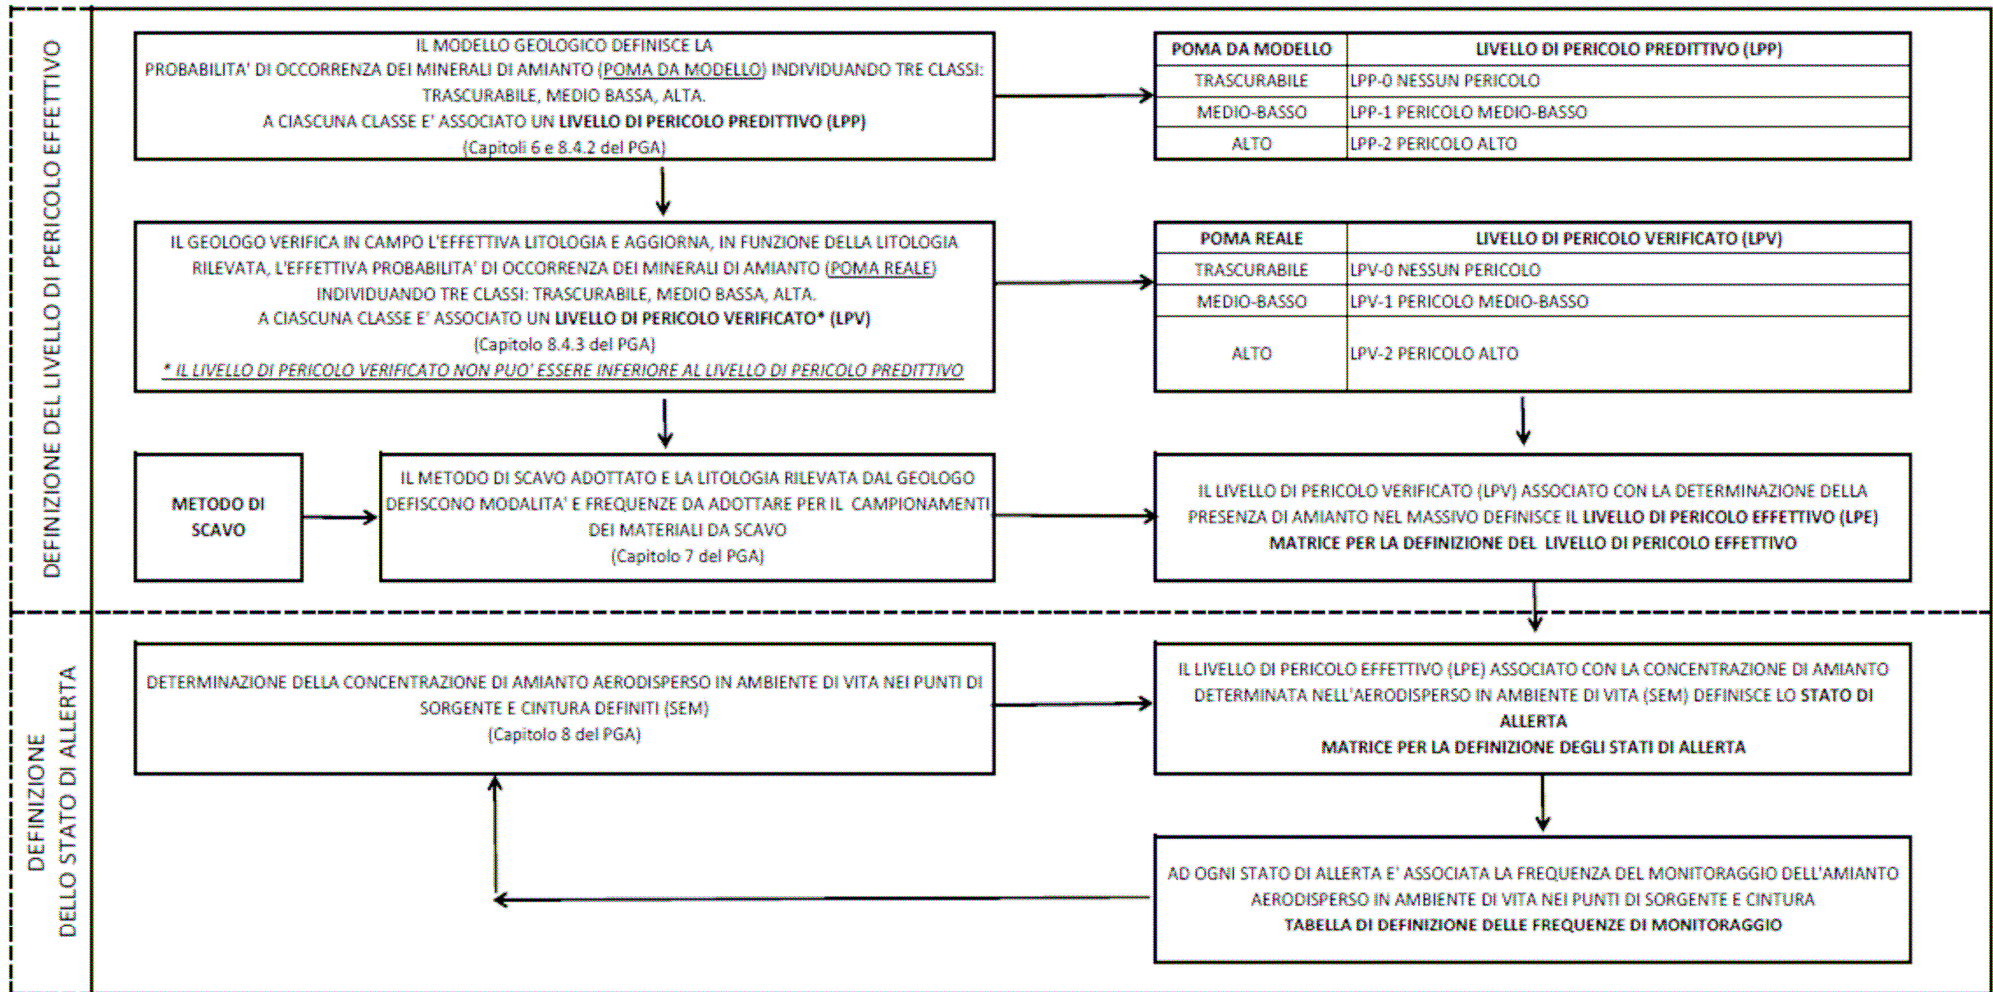 DEFINIZIONE DEL LIVELLO DI PERICOLO EFFETTIVO
IL MODELLO GEOLOGICO DEFINISCE LA
PROBABILITA' DI OCCORRENZA DEI MINERALI DI AMIANTO (POMA DA MODELLO) INDIVIDUANDO TRE CLASSI:
TRASCURABILE, MEDIO BASSA, ALTA.
A CIASCUNA CLASSE E' ASSOCIATO UN LIVELLO DI PERICOLO PREDITTIVO (LPP)
(Capitoli 6 e 8.4.2 del PGA)
POMA DA MODELLO LIVELLO DI PERICOLO PREDITTIVO (LPP)
TRASCURABILE LPP-0 NESSUN PERICOLO
MEDIO-BASSO LPP-1 PERICOLO MEDIO-BASSO
ALTO LPP-2 PERICOLO ALTO
IL GEOLOGO VERIFICA IN CAMPO L'EFFETTIVA LITOLOGIA E AGGIORNA, IN FUNZIONE DELLA LITOLOGIA
RILEVATA, L'EFFETTIVA PROBABILITA' DI OCCORRENZA DEI MINERALI DI AMIANTO (POMA REALE)
INDIVIDUANDO TRE CLASSI: TRASCURABILE, MEDIO BASSA, ALTA.
A CIASCUNA CLASSE E' ASSOCIATO UN LIVELLO DI PERICOLO VERIFICATO* (LPV)
(Capitolo 8.4.3 del PGA)
* IL LIVELLO DI PERICOLO VERIFICATO NON PUO' ESSERE INFERIORE AL LIVELLO DI PERICOLO PREDITTIVO
POMA REALE LIVELLO DI PERICOLO VERIFICATO (LPV)
TRASCURABILE LPV-0 NESSUN PERICOLO
MEDIO-BASSO LPV-1 PERICOLO MEDIO-BASSO
ALTO LPV-2 PERICOLO ALTO
METODO DI
SCAVO
IL METODO DI SCAVO ADOTTATO E LA LITOLOGIA RILEVATA DAL GEOLOGO
DEFISCONO MODALITA' E FREQUENZE DA ADOTTARE PER IL CAMPIONAMENTI
DEI MATERIALI DA SCAVO
(Capitolo 7 del PGA)
IL LIVELLO DI PERICOLO VERIFICATO (LPV) ASSOCIATO CON LA DETERMINAZIONE DELLA
PRESENZA DI AMIANTO NEL MASSIVO DEFINISCE IL LIVELLO DI PERICOLO EFFETTIVO (LPE)
MATRICE PER LA DEFINIZIONE DEL LIVELLO DI PERICOLO EFFETTIVO
DEFINIZIONE
DELLO STATO DI ALLERTA
DETERMINAZIONE DELLA CONCENTRAZIONE DI AMIANTO AERODISPERSO IN AMBIENTE DI VITA NEI PUNTI DI
SORGENTE E CINTURA DEFINITI (SEM)
(Capitolo 8 del PGA)
IL LIVELLO DI PERICOLO EFFETTIVO (LPE) ASSOCIATO CON LA CONCENTRAZIONE DI AMIANTO
DETERMINATA NELL'AERODISPERSO IN AMBIENTE DI VITA (SEM) DEFINISCE LO STATO DI
ALLERTA
MATRICE PER LA DEFINIZIONE DEGLI STATI DI ALLERTA
AD OGNI STATO DI ALLERTA E' ASSOCIATA LA FREQUENZA DEL MONITORAGGIO DELL'AMIANTO
AERODISPERSO IN AMBIENTE DI VITA NEI PUNTI DI SORGENTE E CINTURA
TABELLA DI DEFINIZIONE DELLE FREQUENZE DI MONITORAGGIO